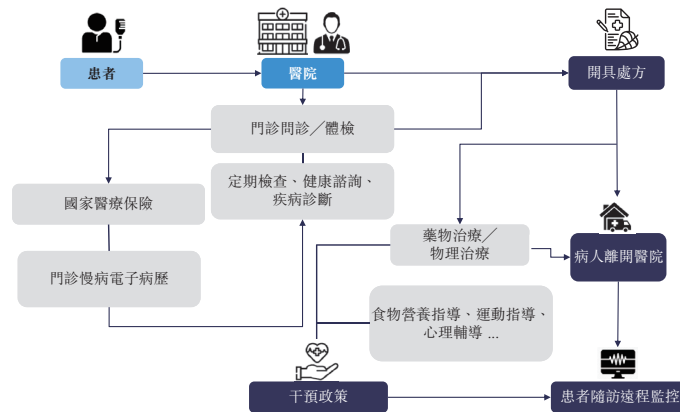 患者
醫院
開具處方
門診問診／體檢
定期檢查、健康諮詢、
疾病診斷
國家醫療保險
門診慢病電子病歷
藥物治療／
物理治療
病人離開醫院
食物營養指導、運動指導、
心理輔導 ...
干預政策
患者隨訪遠程監控